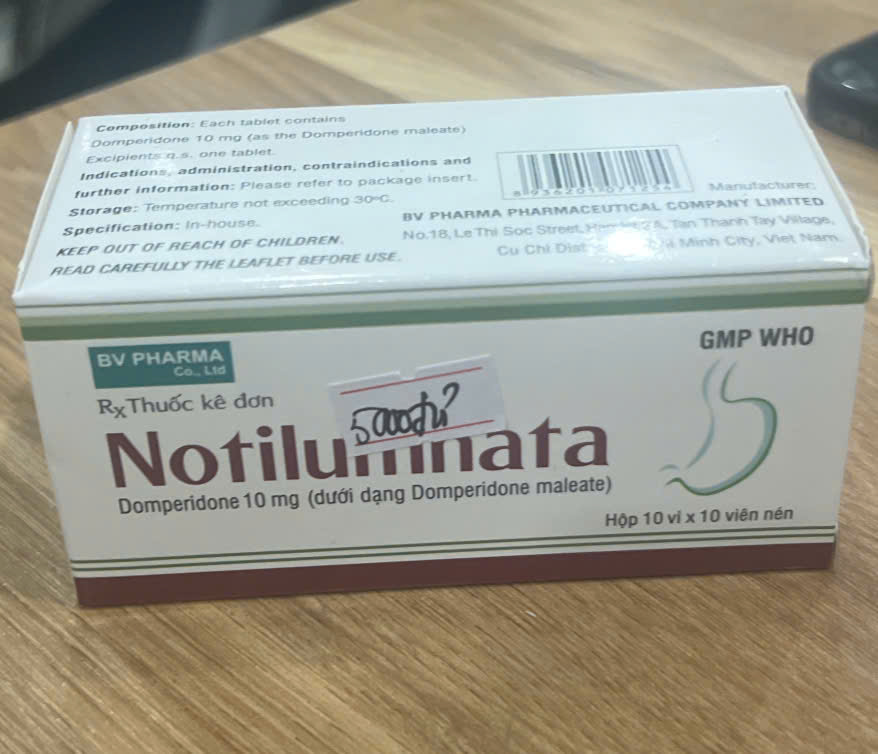 Composition: Each tablet contains
Domperidone 10 mg (as the Domperidone maleate)
Excipients q.s. one tablet.
Indications, administration, contraindications and
further information: Please refer to package insert.
Storage: Temperature not exceeding 30ºC.
Specification: In-house.
KEEP OUT OF REACH OF CHILDREN.
READ CAREFULLY THE LEAFLET BEFORE USE.
Manufacturer:
BV PHARMA PHARMACEUTICAL COMPANY LIMITED
No.18, Le Thi Soc Street, Tan Thanh Tay Village,
Cu Chi Minh City, Viet Nam.
BV PHARMA
Co., Ltd
GMP WHO
Rx Thuốc kê đơn
Notilumnata
Domperidone 10 mg (dưới dạng Domperidone maleate)
Hộp 10 vỉ x 10 viên nén